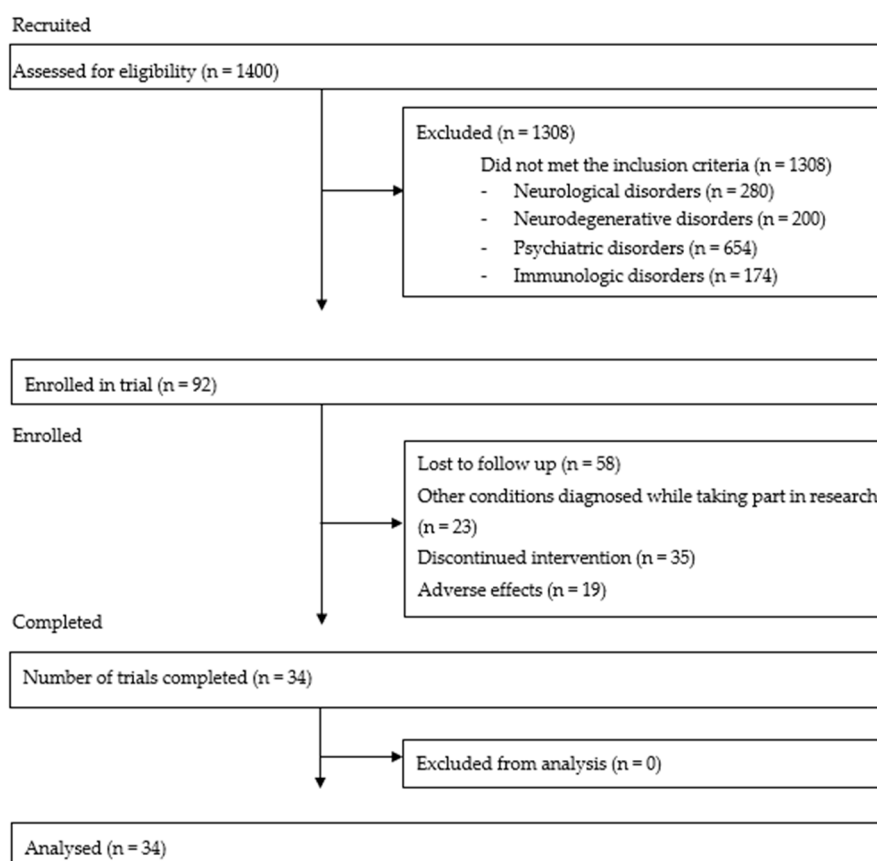 Recruited
Assessed for eligibility (n = 1400)
Excluded (n = 1308)
Did not met the inclusion criteria (n = 1308)
- Neurological disorders (n = 280)
- Neurodegenerative disorders (n = 200)
- Psychiatric disorders (n = 654)
- Immunologic disorders (n = 174)
Enrolled in trial (n = 92)
Enrolled
Lost to follow up (n = 58)
Other conditions diagnosed while taking part in research
(n = 23)
Discontinued intervention (n = 35)
Adverse effects (n = 19)
Completed
Number of trials completed (n = 34)
Excluded from analysis (n = 0)
Analysed (n = 34)